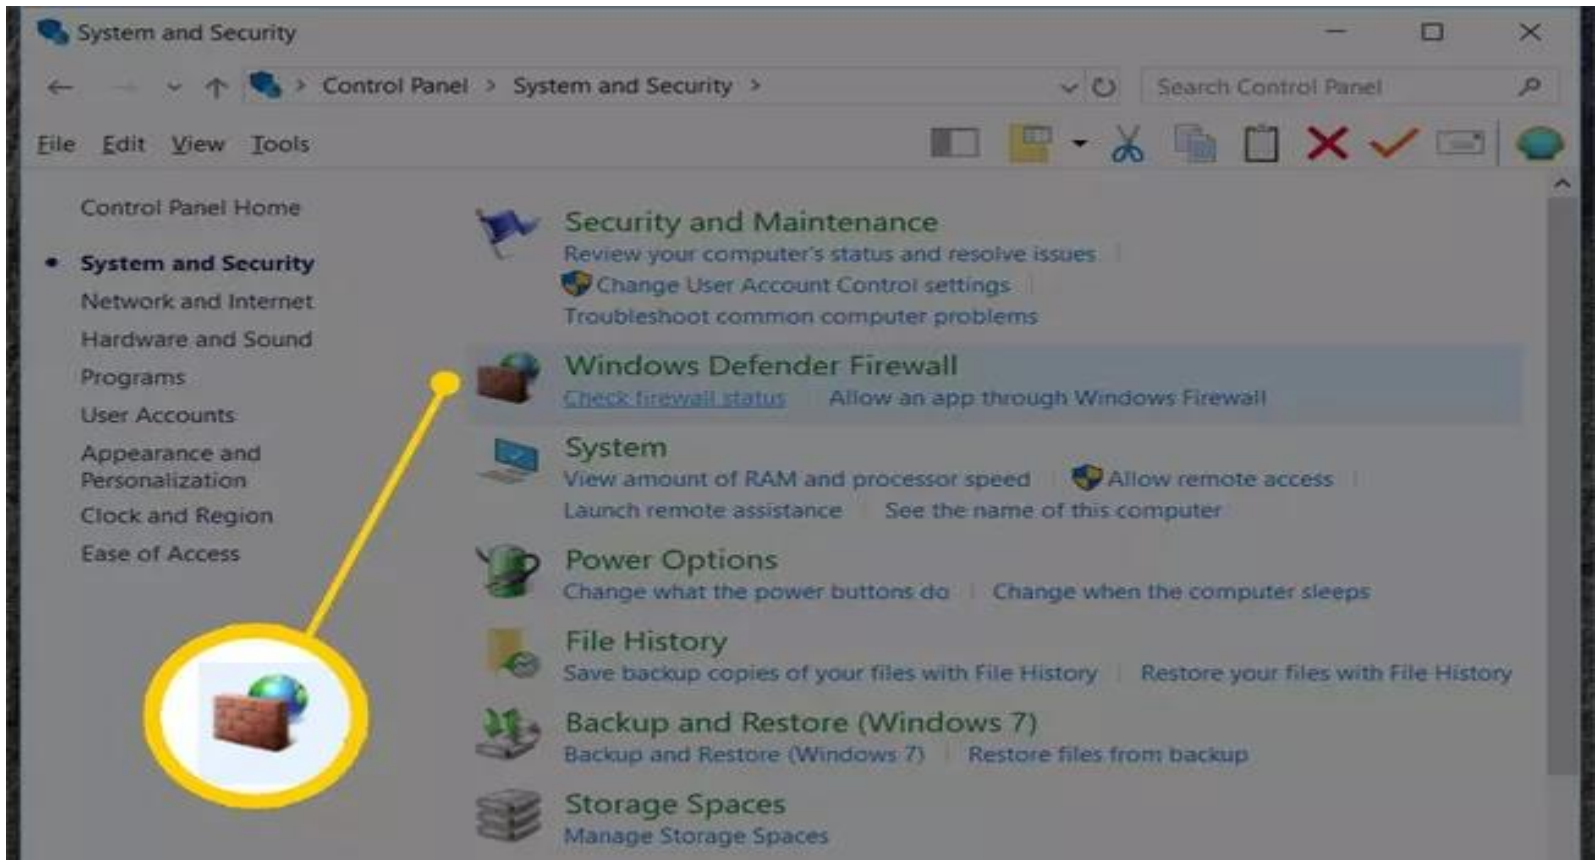 System and Security
Control Panel > System and Security >
Search Control Panel
File Edit View Tools
Control Panel Home
System and Security
Network and Internet
Hardware and Sound
Programs
User Accounts
Appearance and
Personalization
Clock and Region
Ease of Access
Security and Maintenance
Review your computer's status and resolve issues
Change User Account Control settings
Troubleshoot common computer problems
Windows Defender Firewall
Check firewall status Allow an app through Windows Firewall
System
View amount of RAM and processor speed Allow remote access
Launch remote assistance See the name of this computer
Power Options
Change what the power buttons do Change when the computer sleeps
File History
Save backup copies of your files with File History Restore your files with File History
Backup and Restore (Windows 7)
Backup and Restore (Windows 7) Restore files from backup
Storage Spaces
Manage Storage Spaces